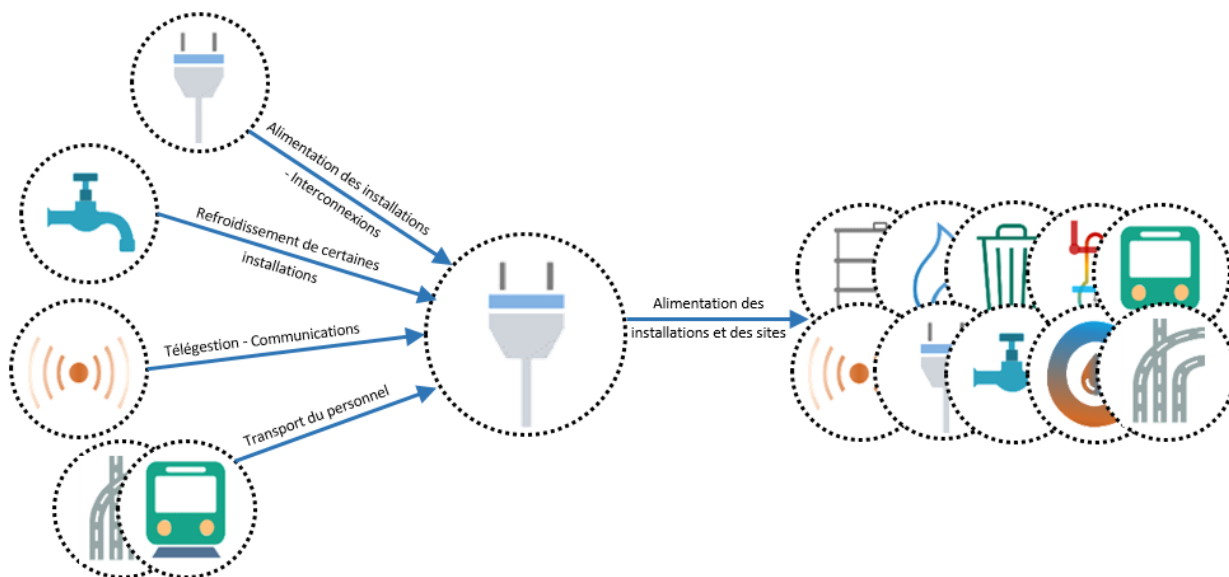 Alimentation des installations
- Interconnexions
Refroidissement de certaines
installations
Télégestion - Communications
Transport du personnel
Alimentation des
installations et des sites